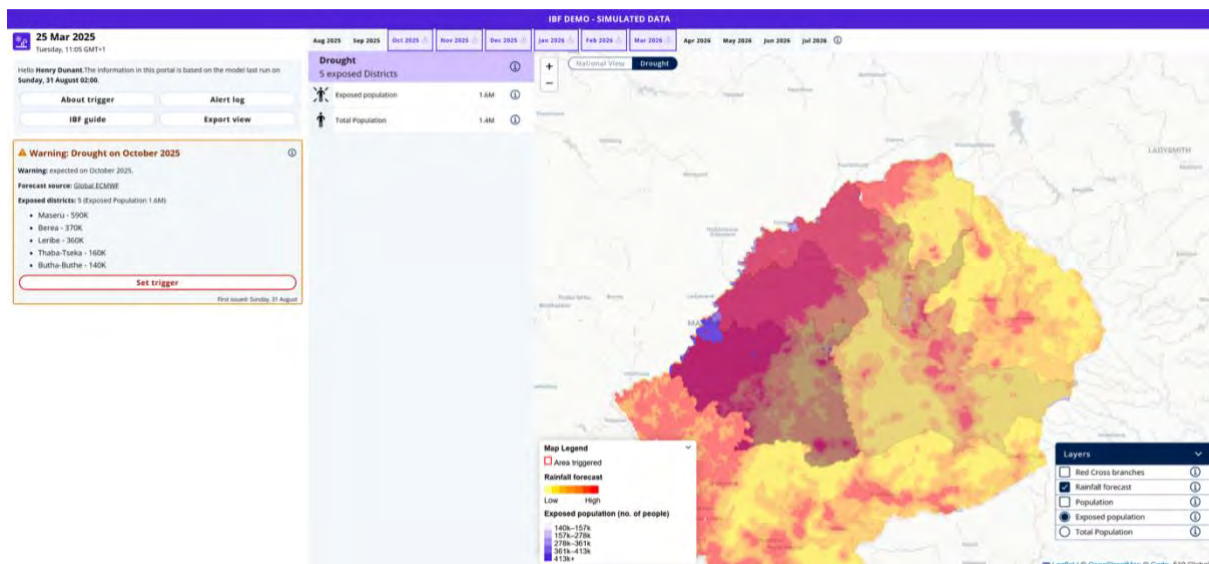 IBF DEMO - SIMULATED DATA
25 Mar 2025
Tuesday, 11:05 GMT+1
Hello Henry Dunant.The information in this portal is based on the model last run on
Sunday, 31 August 02:00.
About trigger
Alert log
IBF guide
Export view
Warning: Drought on October 2025
Warning: expected on October 2025.
Forecast source: Global ECMWF
Exposed districts: 5 (Exposed Population 1.6M)
• Maseru - 590K
• Berea - 370K
• Leribe - 360K
• Thaba-Tseka - 160K
• Butha-Buthe - 140K
Set trigger
First issued: Sunday, 31 August
Aug 2025 Sep 2025 Oct 2025 Nov 2025 Dec 2025 Jan 2026 Feb 2026 Mar 2026 Apr 2026 May 2026 Jun 2026 Jul 2026
Drought
5 exposed Districts
Exposed population 1.6M
Total Population 1.4M
+
−
National View Drought
LADYSMITH
Map Legend
Area triggered
Rainfall forecast
Low High
Exposed population (no. of people)
140k–157k
157k–278k
278k–361k
361k–413k
413k+
Layers
Red Cross branches
Rainfall forecast
Population
Exposed population
Total Population